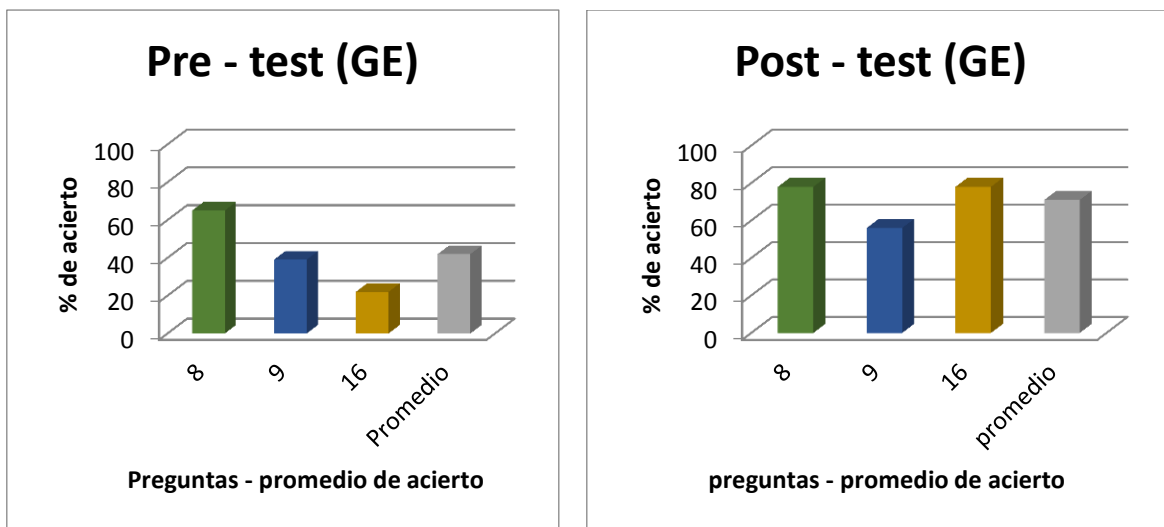 Pre - test (GE)
% de acierto
100
80
60
40
20
0
8
9
16
Promedio
Preguntas - promedio de acierto
Post - test (GE)
% de acierto
100
80
60
40
20
0
8
9
16
promedio
preguntas - promedio de acierto